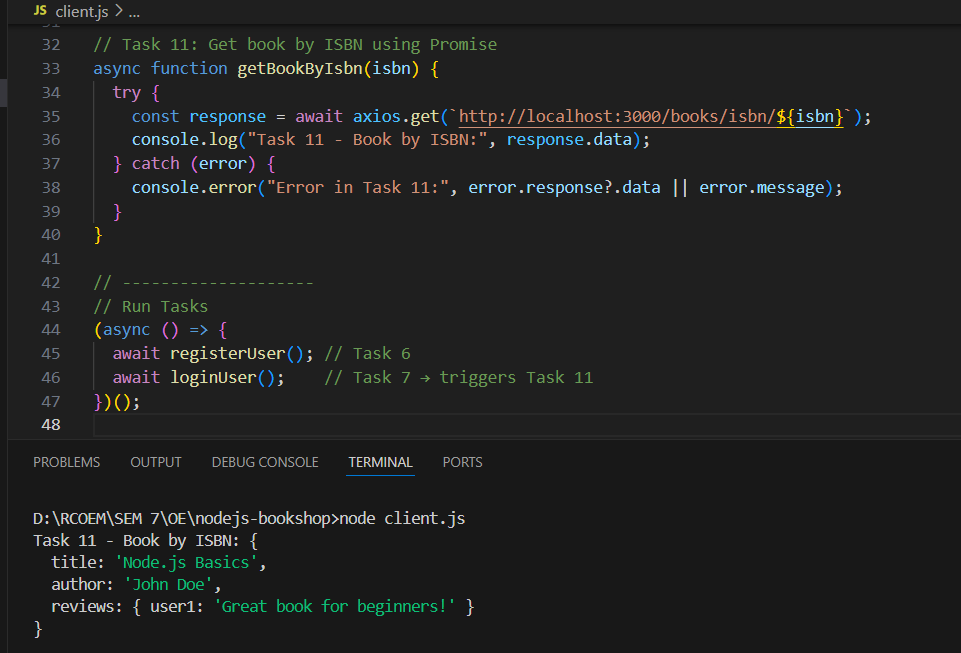 JS client.js > ...
31
32 // Task 11: Get book by ISBN using Promise
33 async function getBookByIsbn(isbn) {
34   try {
35     const response = await axios.get(`http://localhost:3000/books/isbn/${isbn}`);
36     console.log("Task 11 - Book by ISBN:", response.data);
37   } catch (error) {
38     console.error("Error in Task 11:", error.response?.data || error.message);
39   }
40 }
41
42 // --------------------
43 // Run Tasks
44 (async () => {
45   await registerUser(); // Task 6
46   await loginUser();    // Task 7 → triggers Task 11
47 })();
48
PROBLEMS OUTPUT DEBUG CONSOLE TERMINAL PORTS
D:\RCOEM\SEM 7\OE\nodejs-bookshop>node client.js
Task 11 - Book by ISBN: {
  title: 'Node.js Basics',
  author: 'John Doe',
  reviews: { user1: 'Great book for beginners!' }
}